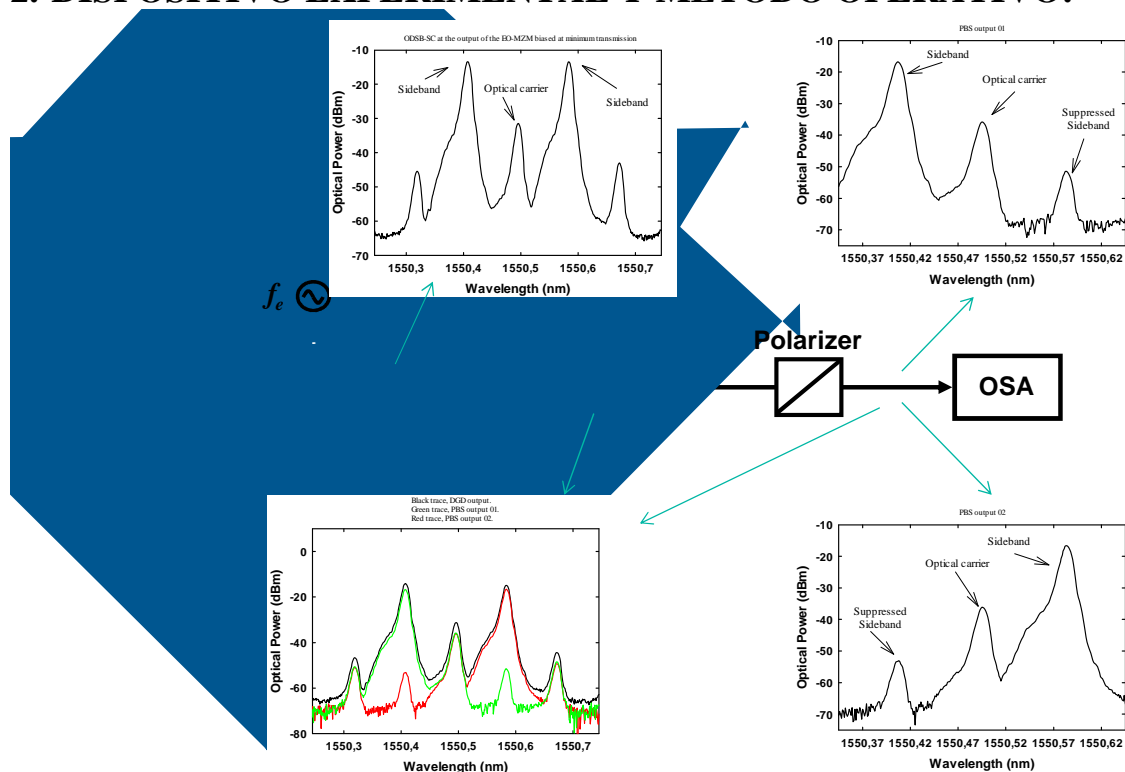 ODSB-SC at the output of the EO-MZM biased at minimum transmission
-10
-20
-30
-40
-50
-60
-70
Optical Power (dBm)
Sideband
Optical carrier
Sideband
1550,3 1550,4 1550,5 1550,6 1550,7
Wavelength (nm)
PBS output 01
-10
-20
-30
-40
-50
-60
-70
Optical Power (dBm)
Sideband
Optical carrier
Suppressed
Sideband
1550,37 1550,42 1550,47 1550,52 1550,57 1550,62
Wavelength (nm)
fe
Polarizer
OSA
Black trace, DGD output.
Green trace, PBS output 01.
Red trace, PBS output 02.
0
-20
-40
-60
-80
Optical Power (dBm)
1550,3 1550,4 1550,5 1550,6 1550,7
Wavelength (nm)
PBS output 02
-10
-20
-30
-40
-50
-60
-70
Optical Power (dBm)
Sideband
Optical carrier
Suppressed
Sideband
1550,37 1550,42 1550,47 1550,52 1550,57 1550,62
Wavelength (nm)